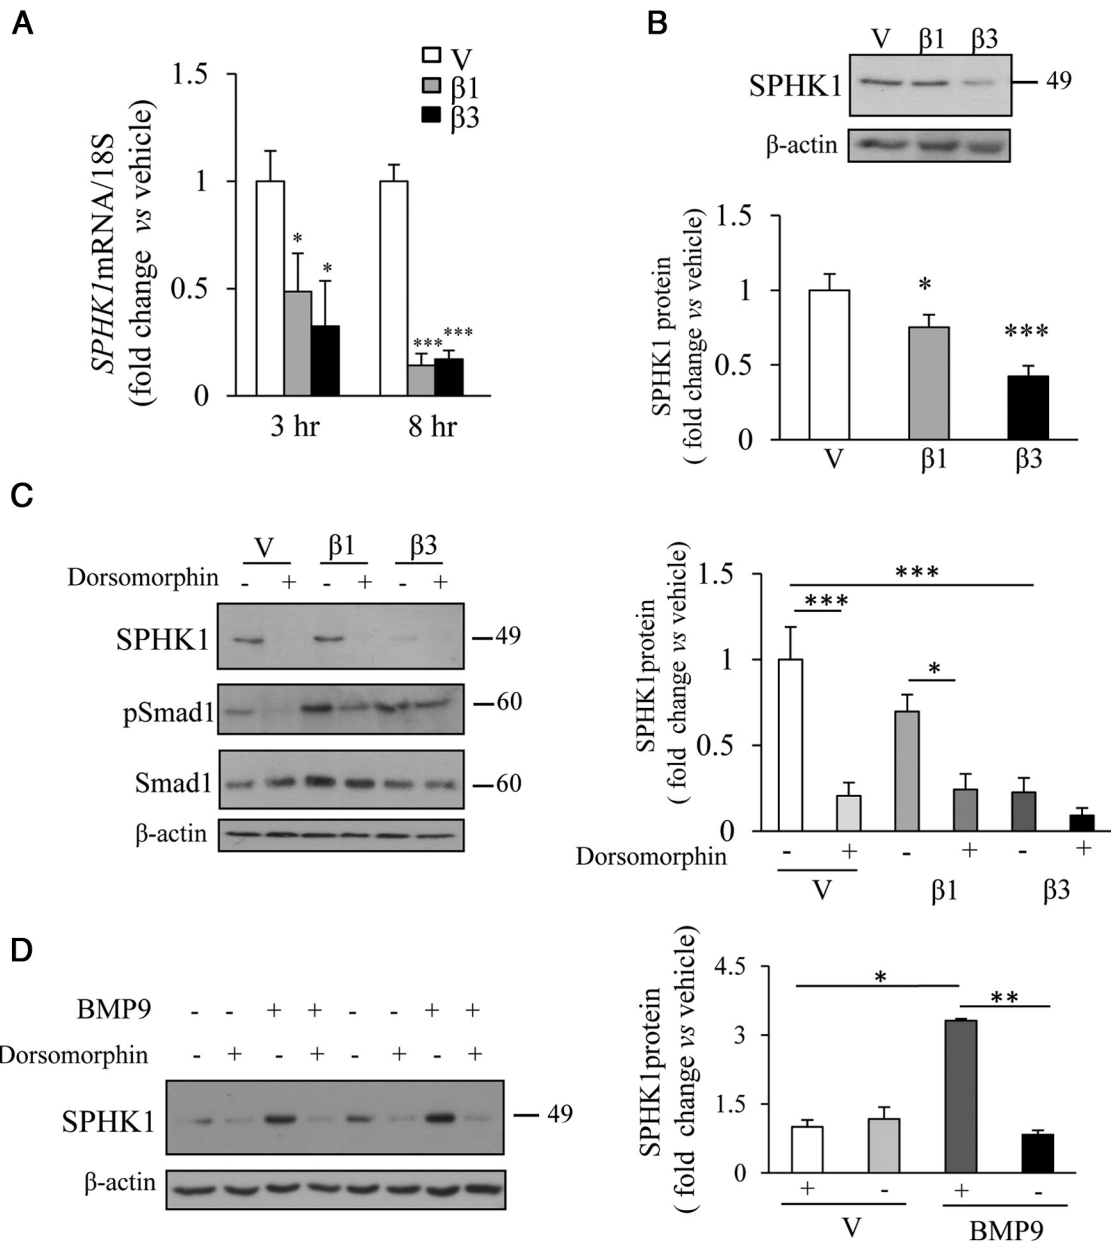 A
SPHK1mRNA/18S
(fold change vs vehicle)
1.5
1
0.5
0
V
β1
β3
*
*
***
***
3 hr
8 hr
B
V β1 β3
SPHK1
49
β-actin
SPHK1 protein
( fold change vs vehicle)
1.5
1
0.5
0
*
***
V β1 β3
C
V β1 β3
Dorsomorphin - + - + - +
SPHK1
49
pSmad1
60
Smad1
60
β-actin
SPHK1protein
( fold change vs vehicle)
1.5
1
0.5
0
***
***
*
Dorsomorphin - + - + - +
V β1 β3
D
BMP9 - - + + - - + +
Dorsomorphin - + - + - + - +
SPHK1
49
β-actin
SPHK1protein
( fold change vs vehicle)
4.5
3
1.5
0
*
**
+ - + -
V BMP9